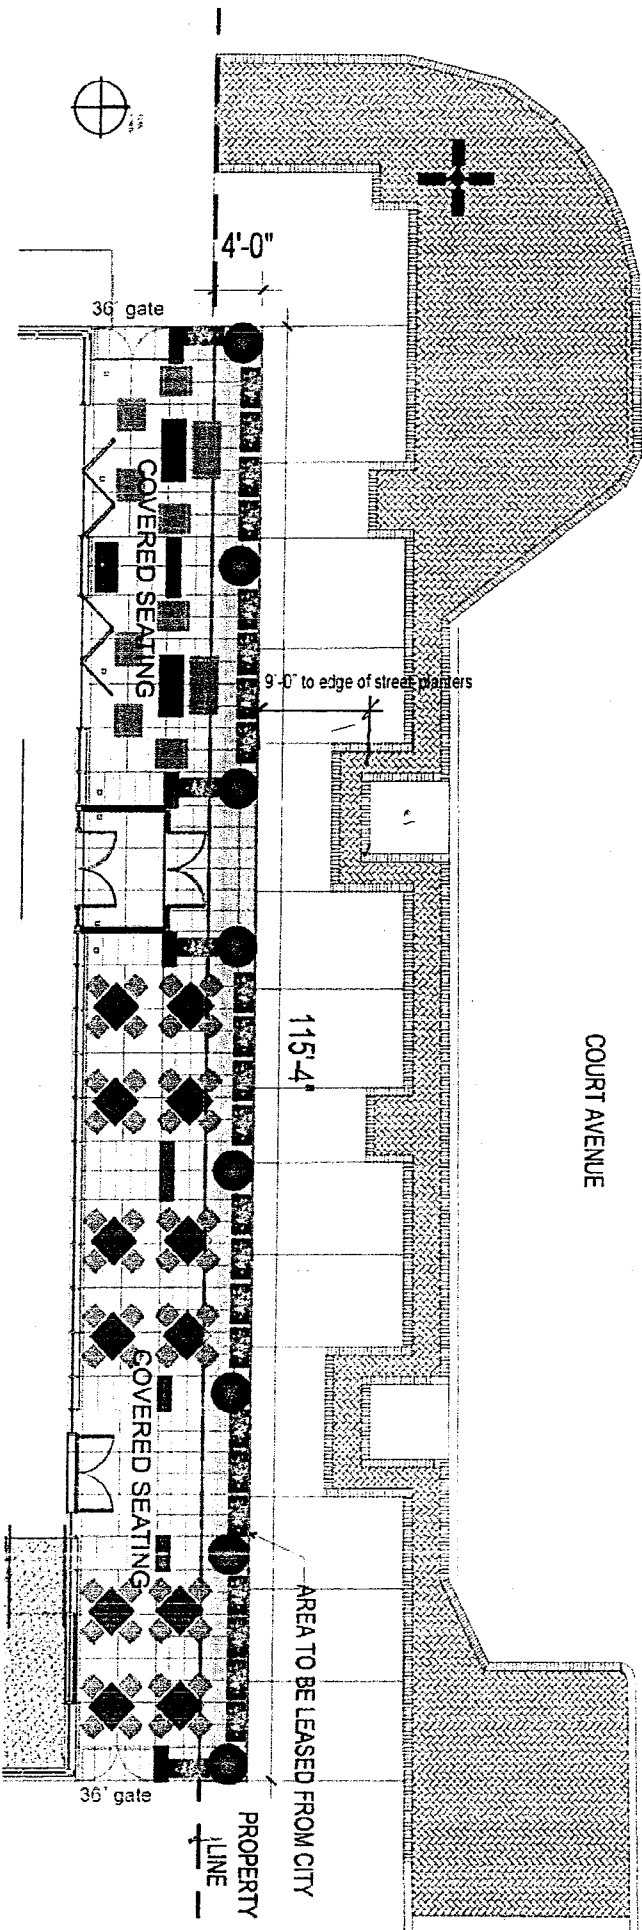 4'-0"
36" gate
COVERED SEATING
9'-0" to edge of street planters
COURT AVENUE
115'-4"
COVERED SEATING
AREA TO BE LEASED FROM CITY
36" gate
PROPERTY
LINE